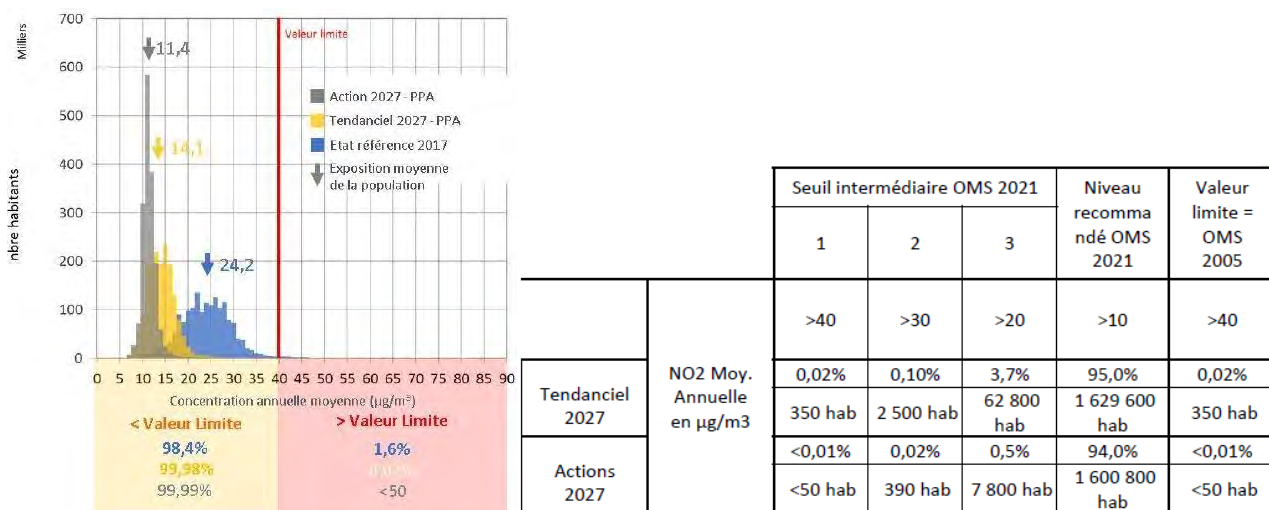 Milliers
nbre habitants
700
600
500
400
300
200
100
0
11,4
14,1
24,2
Valeur limite
Action 2027 - PPA
Tendanciel 2027 - PPA
Etat référence 2017
Exposition moyenne
de la population
0 5 10 15 20 25 30 35 40 45 50 55 60 65 70 75 80 85 90
Concentration annuelle moyenne (µg/m³)
< Valeur Limite > Valeur Limite
98,4% 1,6%
99,98% 0,02%
99,99% <50
Seuil intermédiaire OMS 2021
1 2 3
Niveau
recomma
ndé OMS
2021
Valeur
limite =
OMS
2005
>40 >30 >20 >10 >40
Tendanciel
2027
NO2 Moy.
Annuelle
en µg/m3
0,02% 0,10% 3,7% 95,0% 0,02%
350 hab 2 500 hab 62 800 hab 1 629 600 hab 350 hab
Actions
2027
<0,01% 0,02% 0,5% 94,0% <0,01%
<50 hab 390 hab 7 800 hab 1 600 800 hab <50 hab